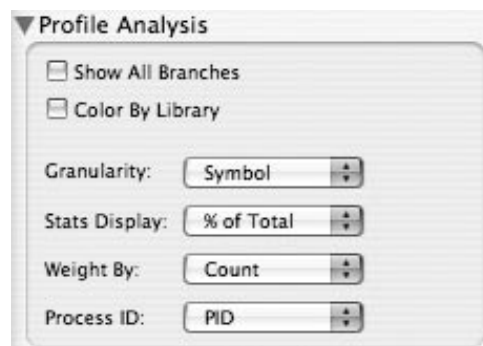 Profile Analysis
Show All Branches
Color By Library
Granularity: Symbol
Stats Display: % of Total
Weight By: Count
Process ID: PID